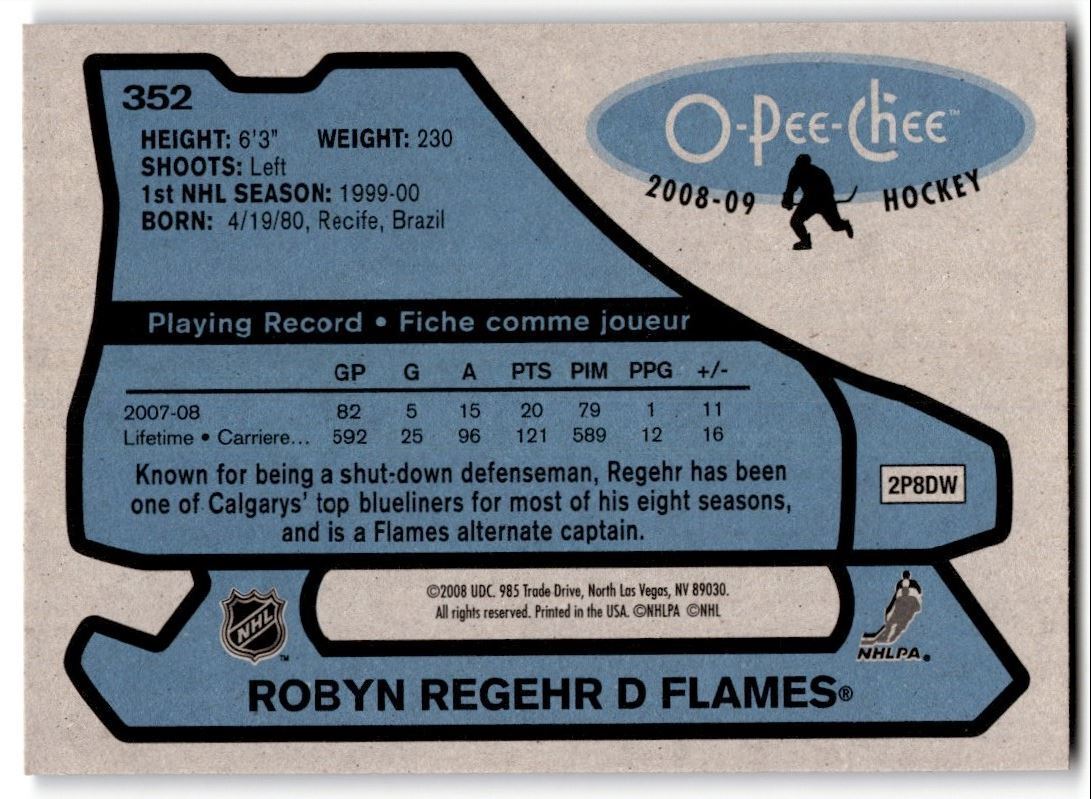 352
HEIGHT: 6'3" WEIGHT: 230
SHOOTS: Left
1st NHL SEASON: 1999-00
BORN: 4/19/80, Recife, Brazil
O-Pee-Chee™
2008-09 HOCKEY
Playing Record • Fiche comme joueur
GP G A PTS PIM PPG +/-
2007-08 82 5 15 20 79 1 11
Lifetime • Carriere... 592 25 96 121 589 12 16
Known for being a shut-down defenseman, Regehr has been
one of Calgarys' top blueliners for most of his eight seasons,
and is a Flames alternate captain.
2P8DW
©2008 UDC. 985 Trade Drive, North Las Vegas, NV 89030.
All rights reserved. Printed in the USA. ©NHLPA ©NHL
NHL™
NHLPA®
ROBYN REGEHR D FLAMES®